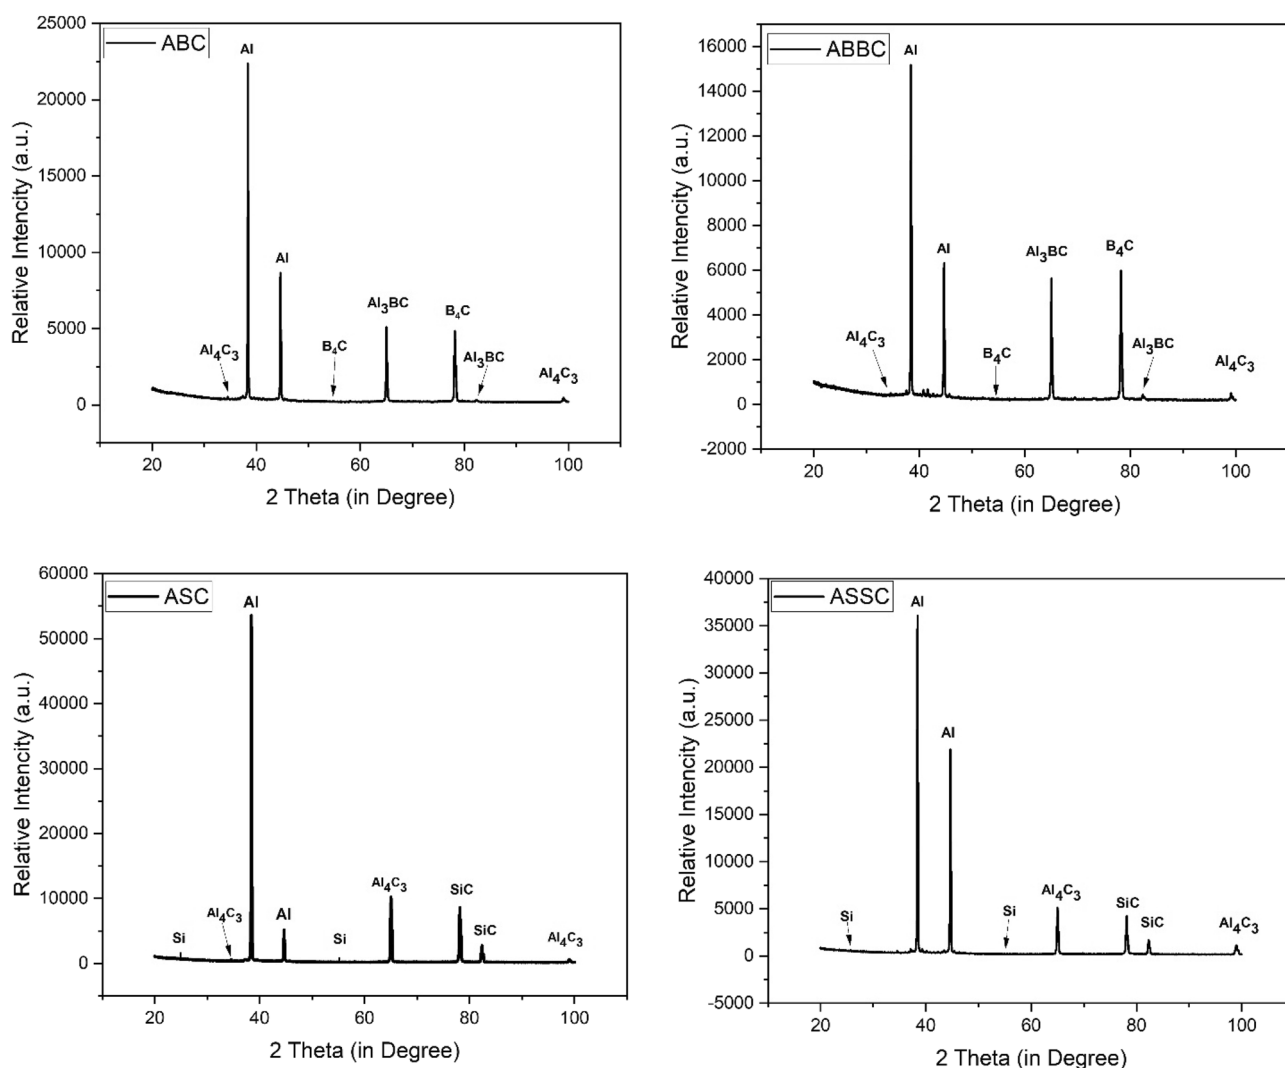 ABC
Relative Intencity (a.u.)
25000
20000
15000
10000
5000
0
Al
Al
Al₄C₃
B₄C
Al₃BC
B₄C
Al₃BC
Al₄C₃
20 40 60 80 100
2 Theta (in Degree)
ABBC
Relative Intencity (a.u.)
16000
14000
12000
10000
8000
6000
4000
2000
0
-2000
Al
Al
Al₄C₃
B₄C
Al₃BC
B₄C
Al₃BC
Al₄C₃
20 40 60 80 100
2 Theta (in Degree)
ASC
Relative Intencity (a.u.)
60000
50000
40000
30000
20000
10000
0
Si
Al₄C₃
Al
Al
Si
Al₄C₃
SiC
SiC
Al₄C₃
20 40 60 80 100
2 Theta (in Degree)
ASSC
Relative Intencity (a.u.)
40000
35000
30000
25000
20000
15000
10000
5000
0
-5000
Si
Al
Al
Si
Al₄C₃
SiC
SiC
Al₄C₃
20 40 60 80 100
2 Theta (in Degree)